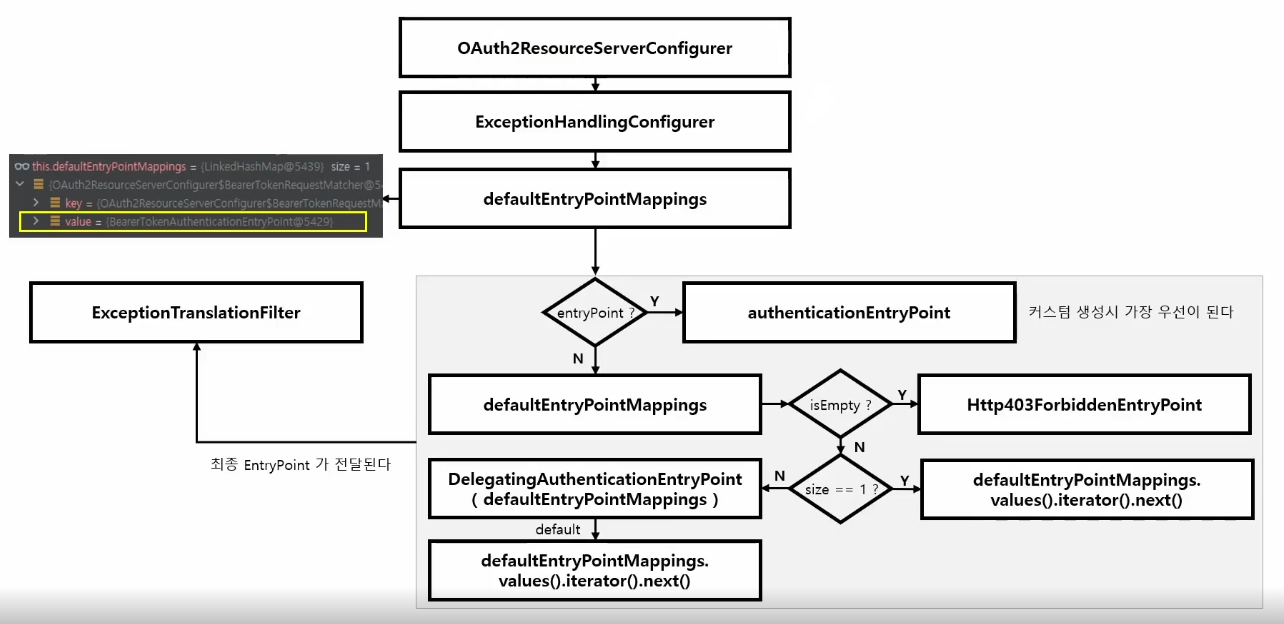 OAuth2ResourceServerConfigurer
ExceptionHandlingConfigurer
this.defaultEntryPointMappings = {LinkedHashMap@5439} size = 1
{OAuth2ResourceServerConfigurer$BearerTokenRequestMatcher@5
key = {OAuth2ResourceServerConfigurer$BearerTokenRequestM
value = {BearerTokenAuthenticationEntryPoint@5429}
defaultEntryPointMappings
ExceptionTranslationFilter
entryPoint ?
Y
authenticationEntryPoint
커스텀 생성시 가장 우선이 된다
N
defaultEntryPointMappings
isEmpty ?
Y
Http403ForbiddenEntryPoint
N
최종 EntryPoint 가 전달된다
DelegatingAuthenticationEntryPoint
( defaultEntryPointMappings )
N
size == 1 ?
Y
defaultEntryPointMappings.
values().iterator().next()
default
defaultEntryPointMappings.
values().iterator().next()